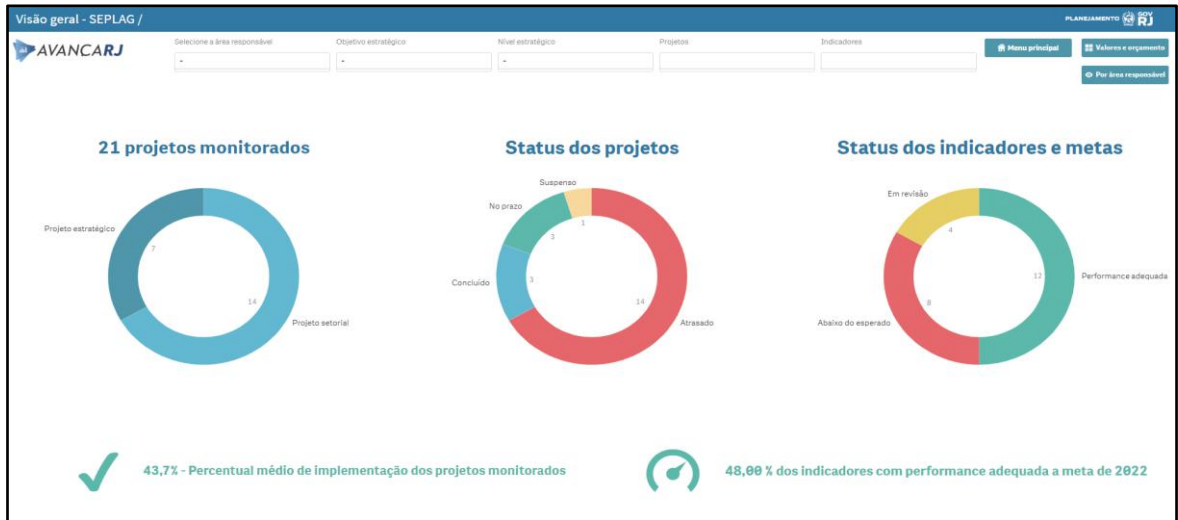 Visão geral - SEPLAG /
PLANEJAMENTO GOV RJ
AVANCARJ
Selecione a área responsável
Objetivo estratégico
Nível estratégico
Projetos
Indicadores
-
-
-
Menu principal
Valores e orçamento
Por área responsável
21 projetos monitorados
Status dos projetos
Status dos indicadores e metas
Projeto estratégico
7
14
Projeto setorial
Suspenso
No prazo
1
3
Concluído
3
14
Atrasado
Em revisão
4
12
Performance adequada
8
Abaixo do esperado
43,7% - Percentual médio de implementação dos projetos monitorados
48,00 % dos indicadores com performance adequada a meta de 2022